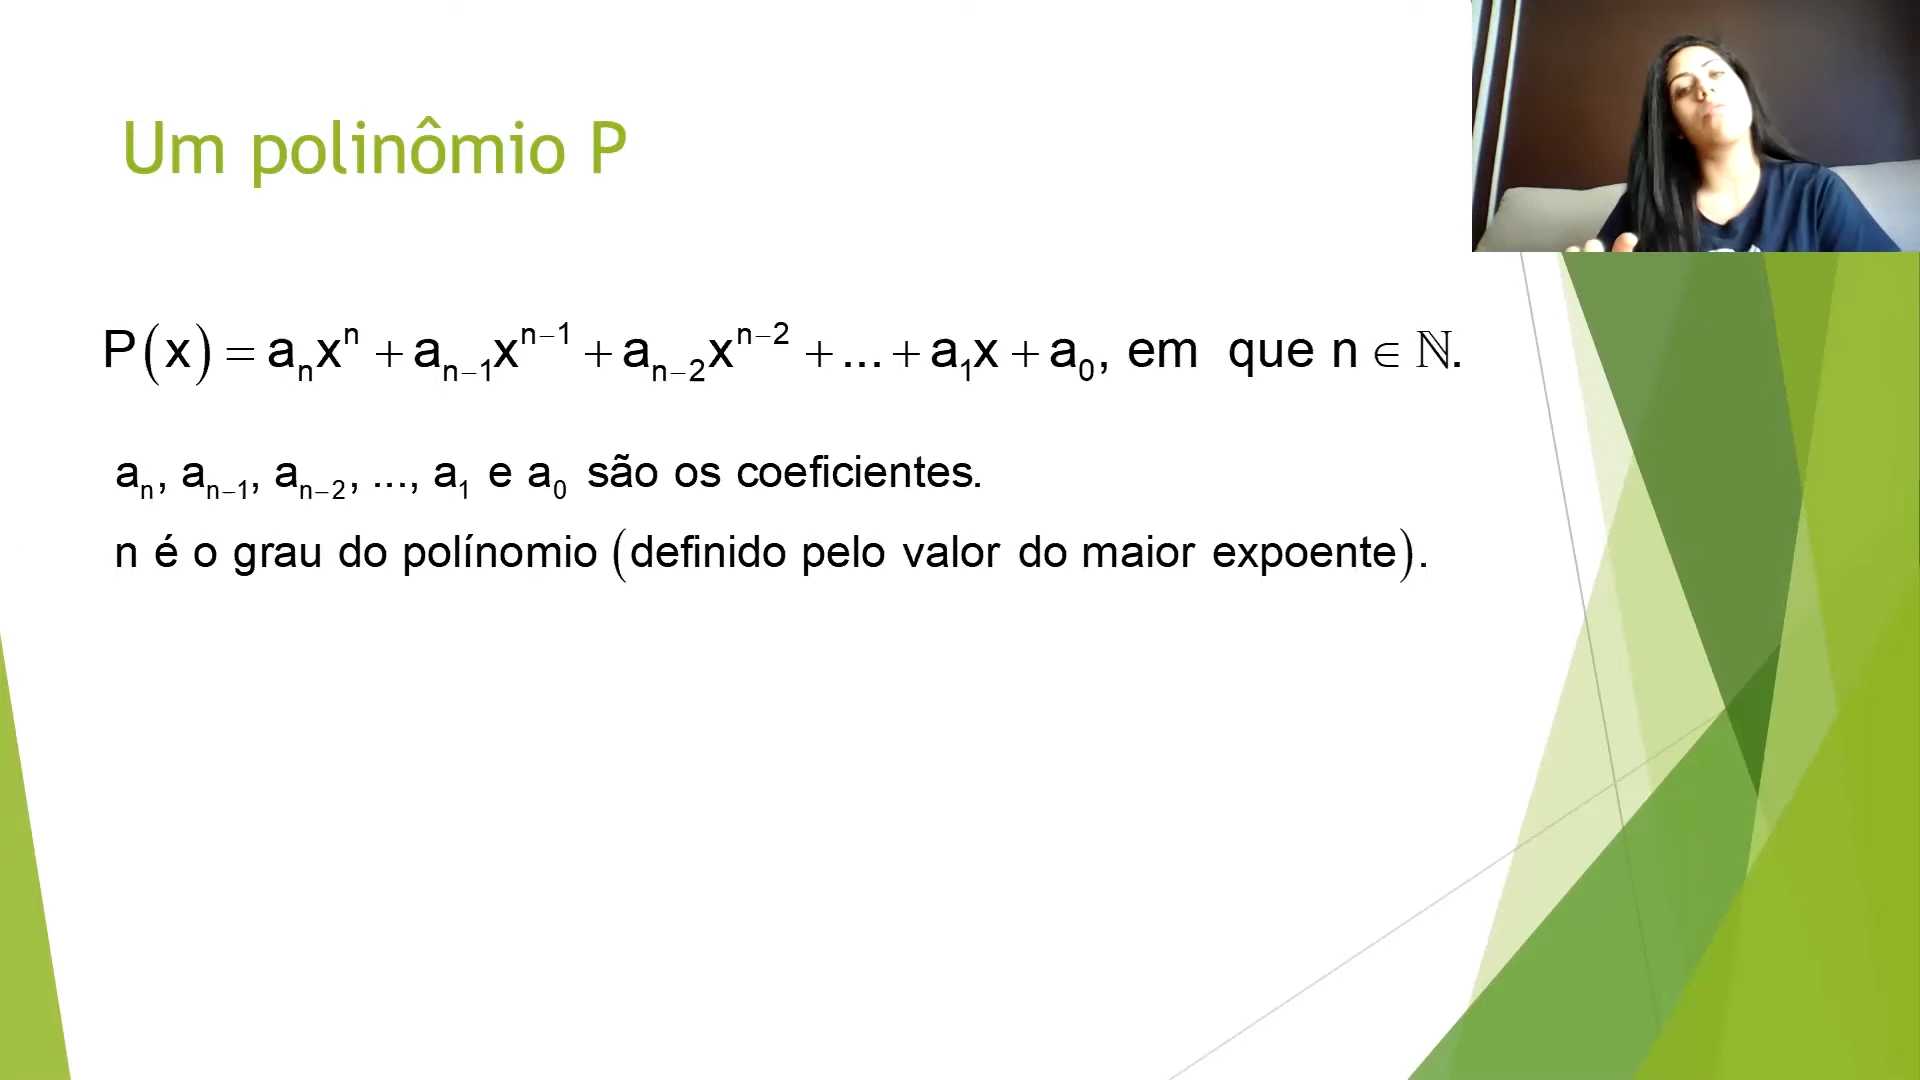 Um polinômio P
P(x) = aₙxⁿ + aₙ₋₁xⁿ⁻¹ + aₙ₋₂xⁿ⁻² + ... + a₁x + a₀, em que n ∈ ℕ.
aₙ, aₙ₋₁, aₙ₋₂, ..., a₁ e a₀ são os coeficientes.
n é o grau do polínomio (definido pelo valor do maior expoente).